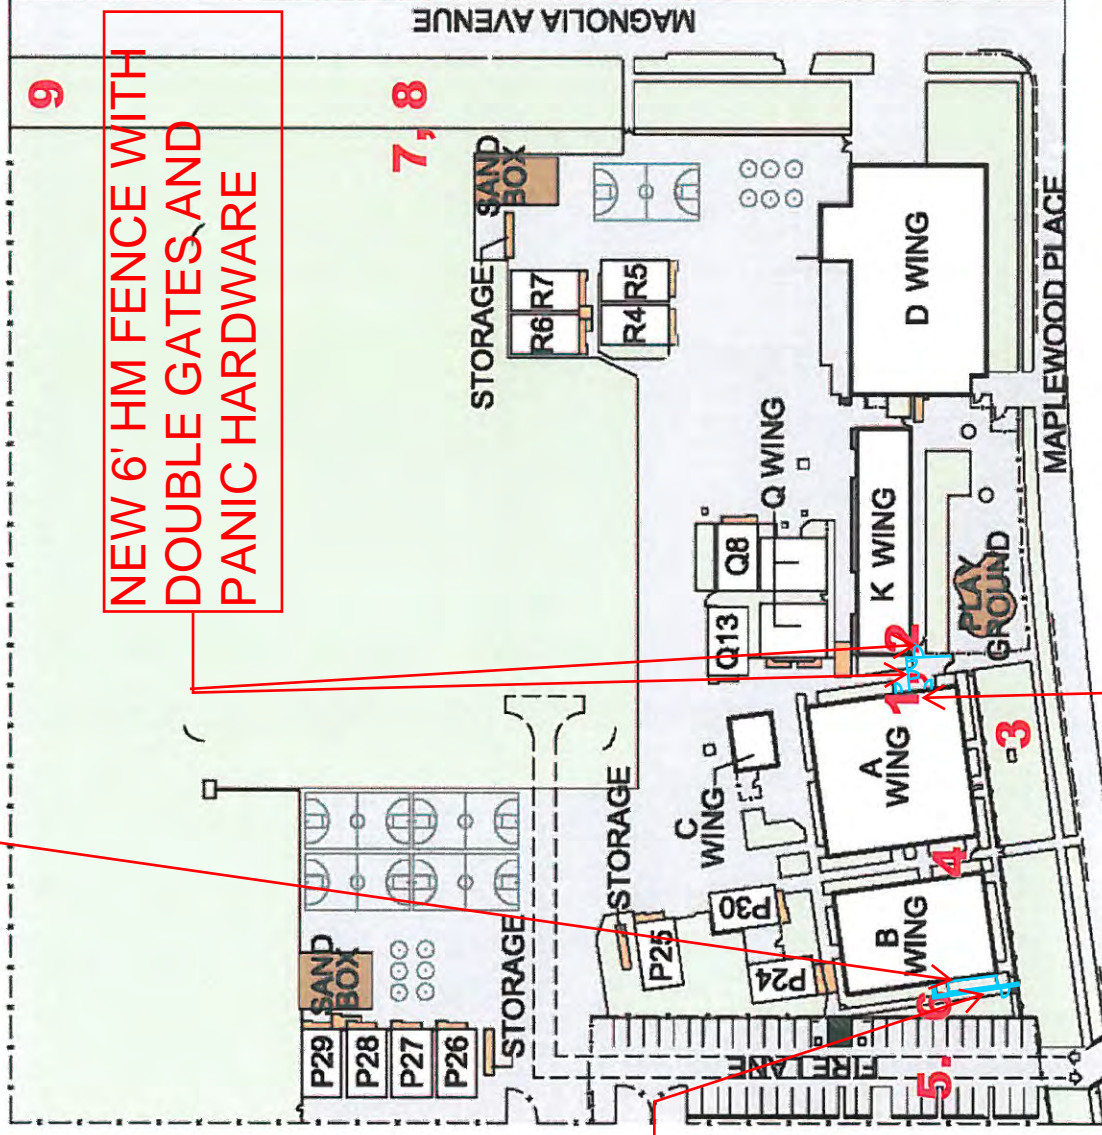 MAGNOLIA AVENUE
9
NEW 6' HM FENCE WITH
DOUBLE GATES AND
PANIC HARDWARE
7, 8
SAND
BOX
STORAGE
R6 R7
R4 R5
D WING
MAPLEWOOD PLACE
Q WING
Q8
Q13
K WING
PLAY
GROUND
2
1
3
A
WING
C
WING
STORAGE
4
B
WING
P30
P25
P24
6
5.
FIRE LANE
SAND
BOX
STORAGE
P29
P28
P27
P26